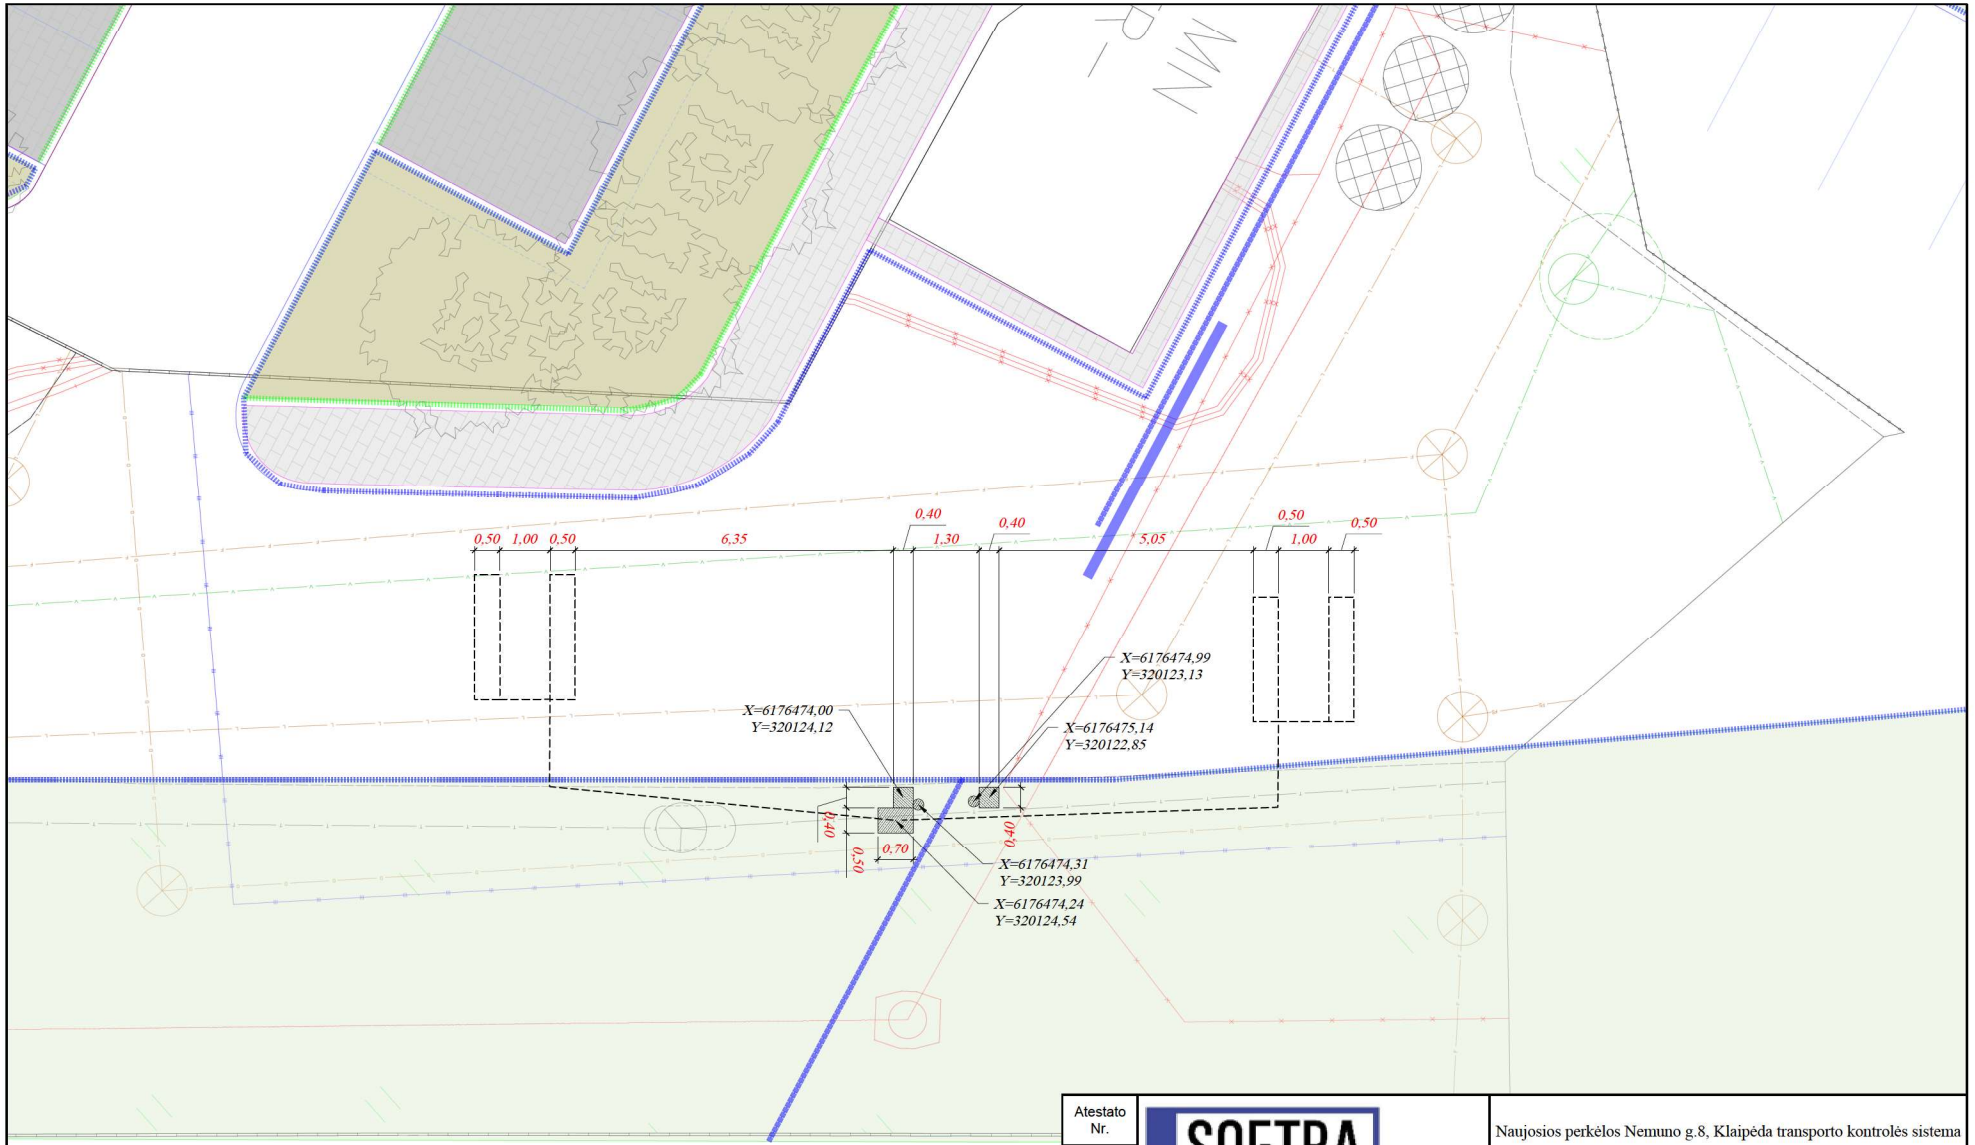 0,40
0,40
0,50
0,50
0,50 1,00 0,50
6,35
1,30
5,05
1,00
X=6176474,99
Y=320123,13
X=6176474,00
Y=320124,12
X=6176475,14
Y=320122,85
0,40
0,50
0,70
0,40
X=6176474,31
Y=320123,99
X=6176474,24
Y=320124,54
Atestato
Nr.
SOFTRA
Naujosios perkėlos Nemuno g.8, Klaipėda transporto kontrolės sistema